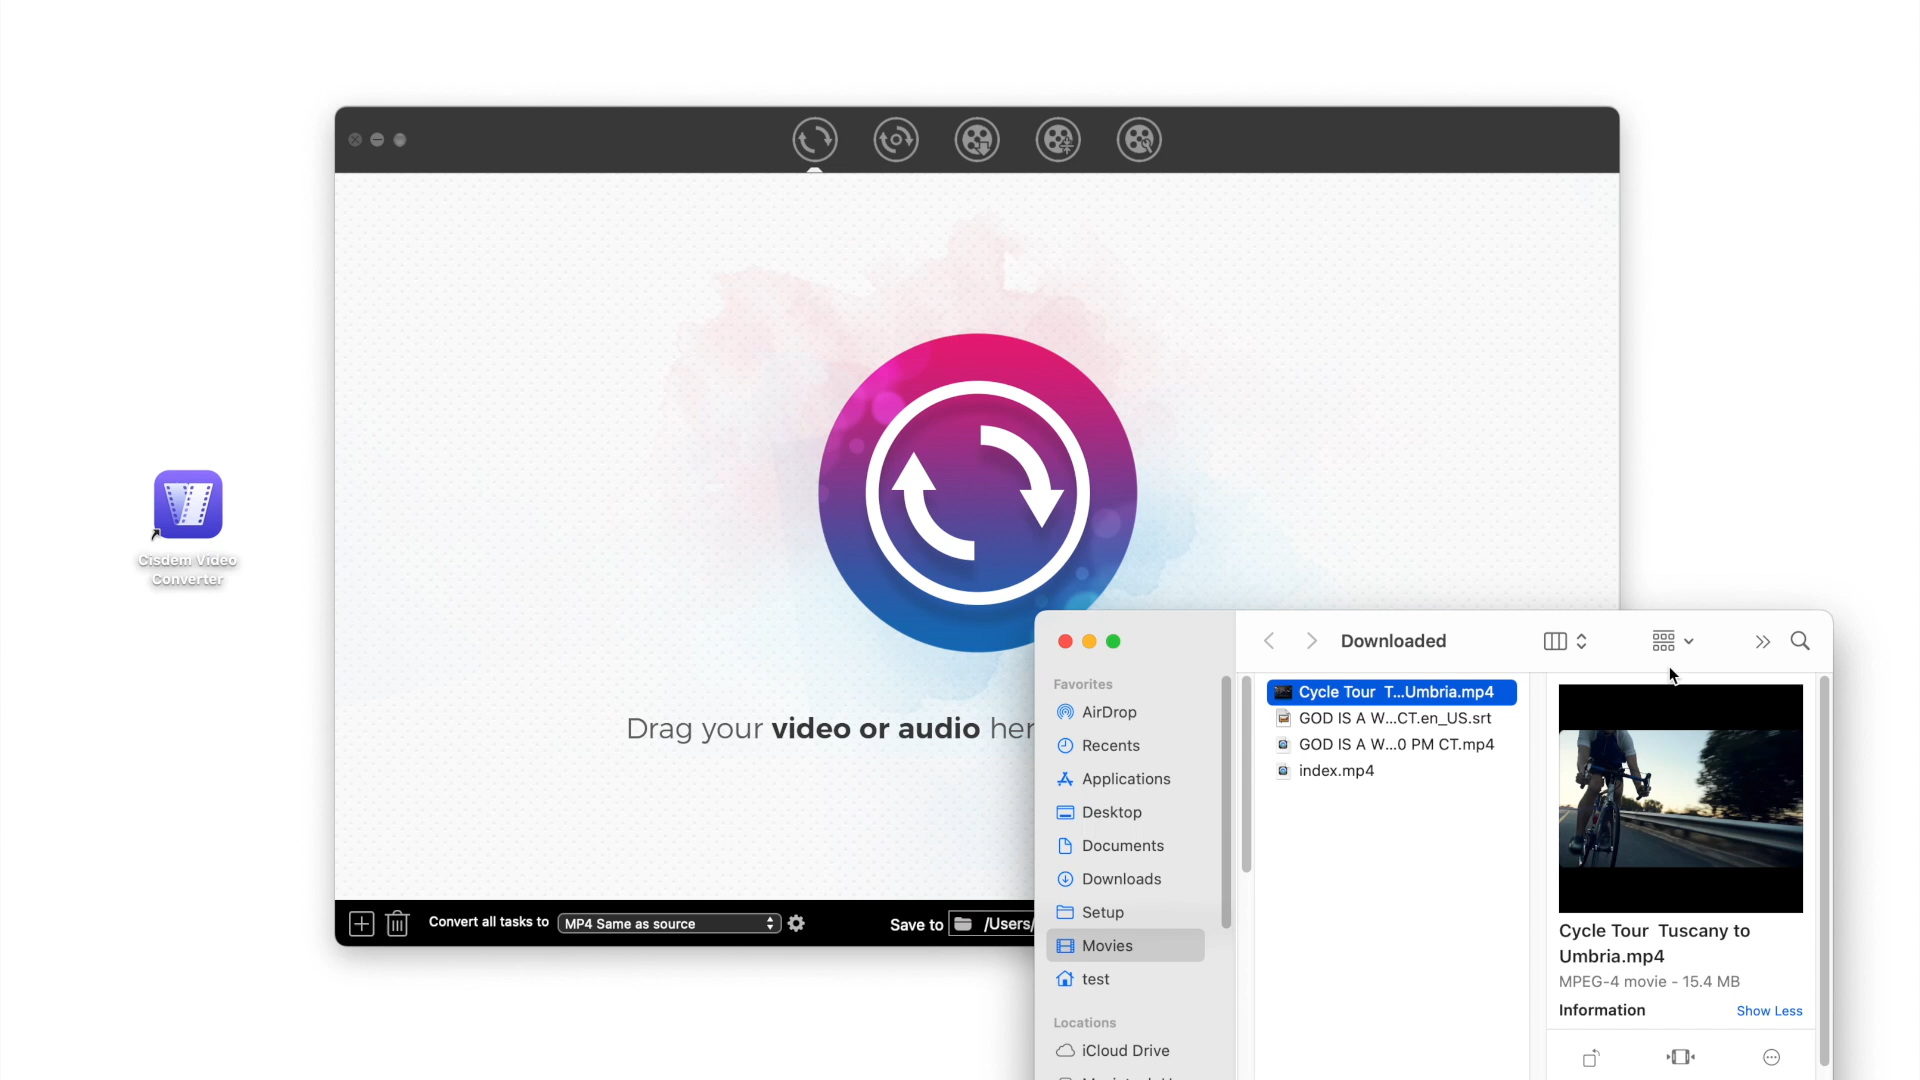 Cisdem Video
Converter
Drag your video or audio her
Convert all tasks to
MP4 Same as source
Save to
/Users/
Downloaded
Favorites
AirDrop
Recents
Applications
Desktop
Documents
Downloads
Setup
Movies
test
Locations
iCloud Drive
Cycle Tour T...Umbria.mp4
GOD IS A W...CT.en_US.srt
GOD IS A W...0 PM CT.mp4
index.mp4
Cycle Tour Tuscany to
Umbria.mp4
MPEG-4 movie - 15.4 MB
Information
Show Less